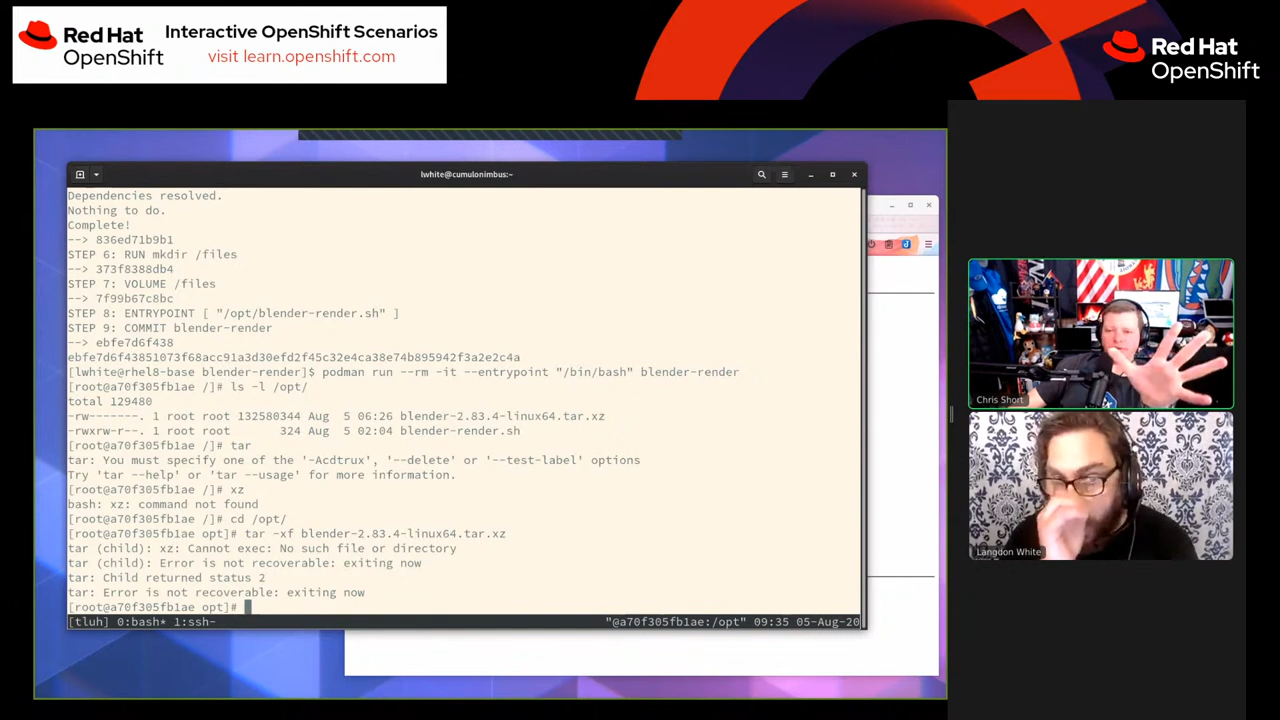 Red Hat
OpenShift
Interactive OpenShift Scenarios
visit learn.openshift.com
Red Hat
OpenShift
lwhite@cumulonimbus:~
Dependencies resolved.
Nothing to do.
Complete!
--> 836ed71b9b1
STEP 6: RUN mkdir /files
--> 373f8388db4
STEP 7: VOLUME /files
--> 7f99b67c8bc
STEP 8: ENTRYPOINT [ "/opt/blender-render.sh" ]
STEP 9: COMMIT blender-render
--> ebfe7d6f438
ebfe7d6f43851073f68acc91a3d30efd2f45c32e4ca38e74b895942f3a2e2c4a
[lwhite@rhel8-base blender-render]$ podman run --rm -it --entrypoint "/bin/bash" blender-render
[root@a70f305fb1ae /]# ls -l /opt/
total 129480
-rw-------. 1 root root 132580344 Aug  5 06:26 blender-2.83.4-linux64.tar.xz
-rwxrw-r--. 1 root root       324 Aug  5 02:04 blender-render.sh
[root@a70f305fb1ae /]# tar
tar: You must specify one of the '-Acdtrux', '--delete' or '--test-label' options
Try 'tar --help' or 'tar --usage' for more information.
[root@a70f305fb1ae /]# xz
bash: xz: command not found
[root@a70f305fb1ae /]# cd /opt/
[root@a70f305fb1ae opt]# tar -xf blender-2.83.4-linux64.tar.xz
tar (child): xz: Cannot exec: No such file or directory
tar (child): Error is not recoverable: exiting now
tar: Child returned status 2
tar: Error is not recoverable: exiting now
[root@a70f305fb1ae opt]#
[tluh] 0:bash* 1:ssh- "@a70f305fb1ae:/opt" 09:35 05-Aug-20
Chris Short
Langdon White